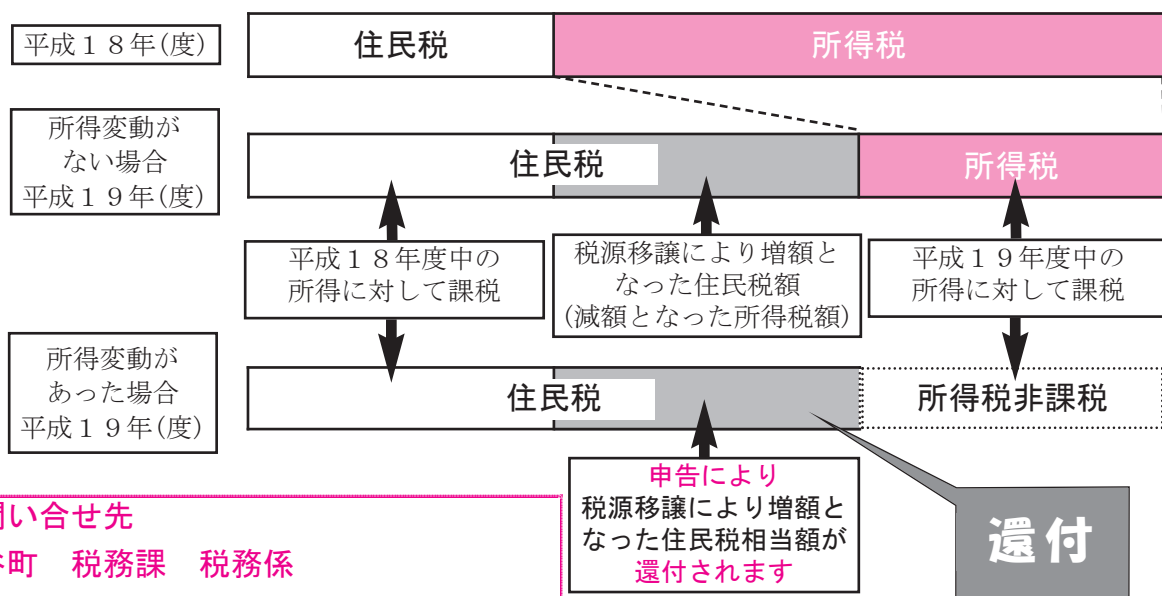 平成１８年(度)
住民税
所得税
所得変動が
ない場合
平成１９年(度)
住民税
所得税
平成１８年度中の
所得に対して課税
税源移譲により増額と
なった住民税額
(減額となった所得税額)
平成１９年度中の
所得に対して課税
所得変動が
あった場合
平成１９年(度)
住民税
所得税非課税
申告により
税源移譲により増額と
なった住民税相当額が
還付されます
還付
い合せ先
町　税務課　税務係